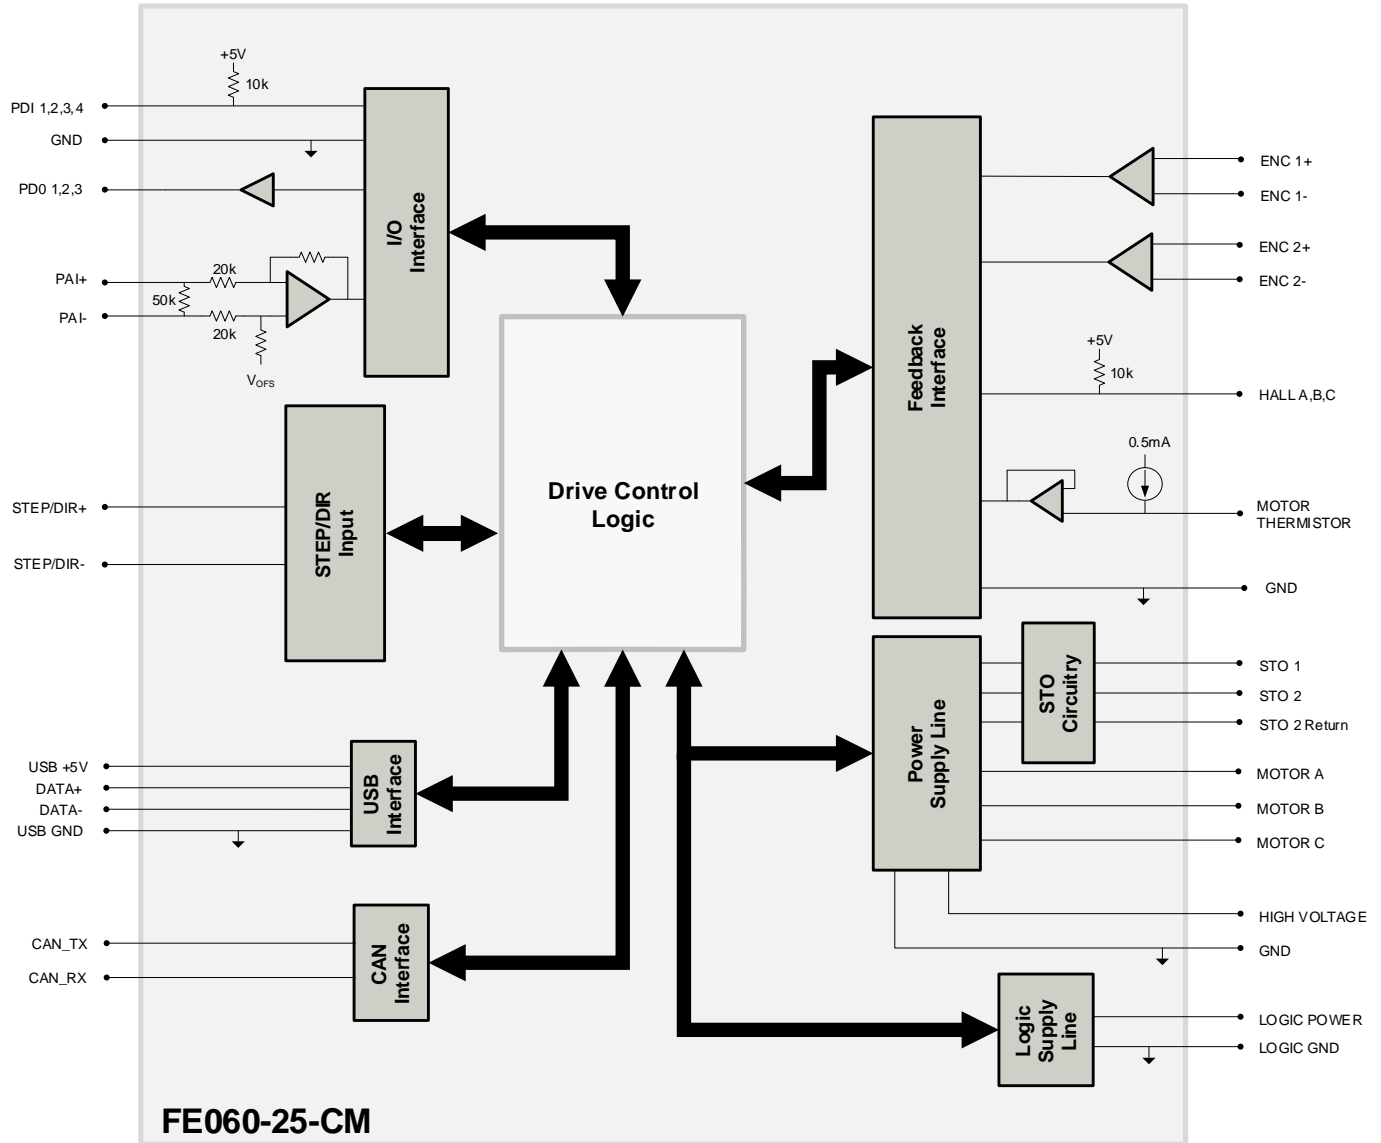 +5V
10k
PDI 1,2,3,4
GND
PD0 1,2,3
PAI+
20k
50k
PAI-
20k
VOFS
I/O
Interface
STEP/DIR+
STEP/DIR-
STEP/DIR
Input
Drive Control
Logic
USB +5V
DATA+
DATA-
USB GND
USB
Interface
CAN_TX
CAN_RX
CAN
Interface
Feedback
Interface
ENC 1+
ENC 1-
ENC 2+
ENC 2-
+5V
10k
HALL A,B,C
0.5mA
MOTOR
THERMISTOR
GND
Power
Supply Line
STO
Circuitry
STO 1
STO 2
STO 2 Return
MOTOR A
MOTOR B
MOTOR C
HIGH VOLTAGE
GND
Logic
Supply
Line
LOGIC POWER
LOGIC GND
FE060-25-CM